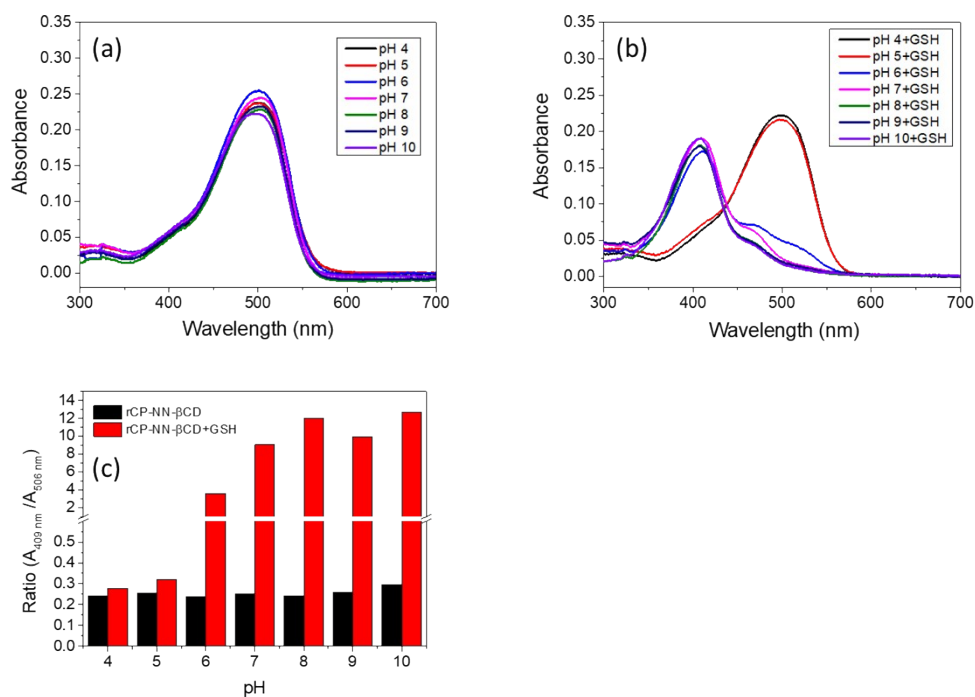 (a)
pH 4
pH 5
pH 6
pH 7
pH 8
pH 9
pH 10
0.35
0.30
0.25
0.20
0.15
0.10
0.05
0.00
Absorbance
300 400 500 600 700
Wavelength (nm)
(b)
pH 4+GSH
pH 5+GSH
pH 6+GSH
pH 7+GSH
pH 8+GSH
pH 9+GSH
pH 10+GSH
0.35
0.30
0.25
0.20
0.15
0.10
0.05
0.00
Absorbance
300 400 500 600 700
Wavelength (nm)
(c)
rCP-NN-βCD
rCP-NN-βCD+GSH
14
12
10
8
6
4
2
0.5
0.4
0.3
0.2
0.1
0.0
Ratio (A409 nm /A506 nm)
4 5 6 7 8 9 10
pH